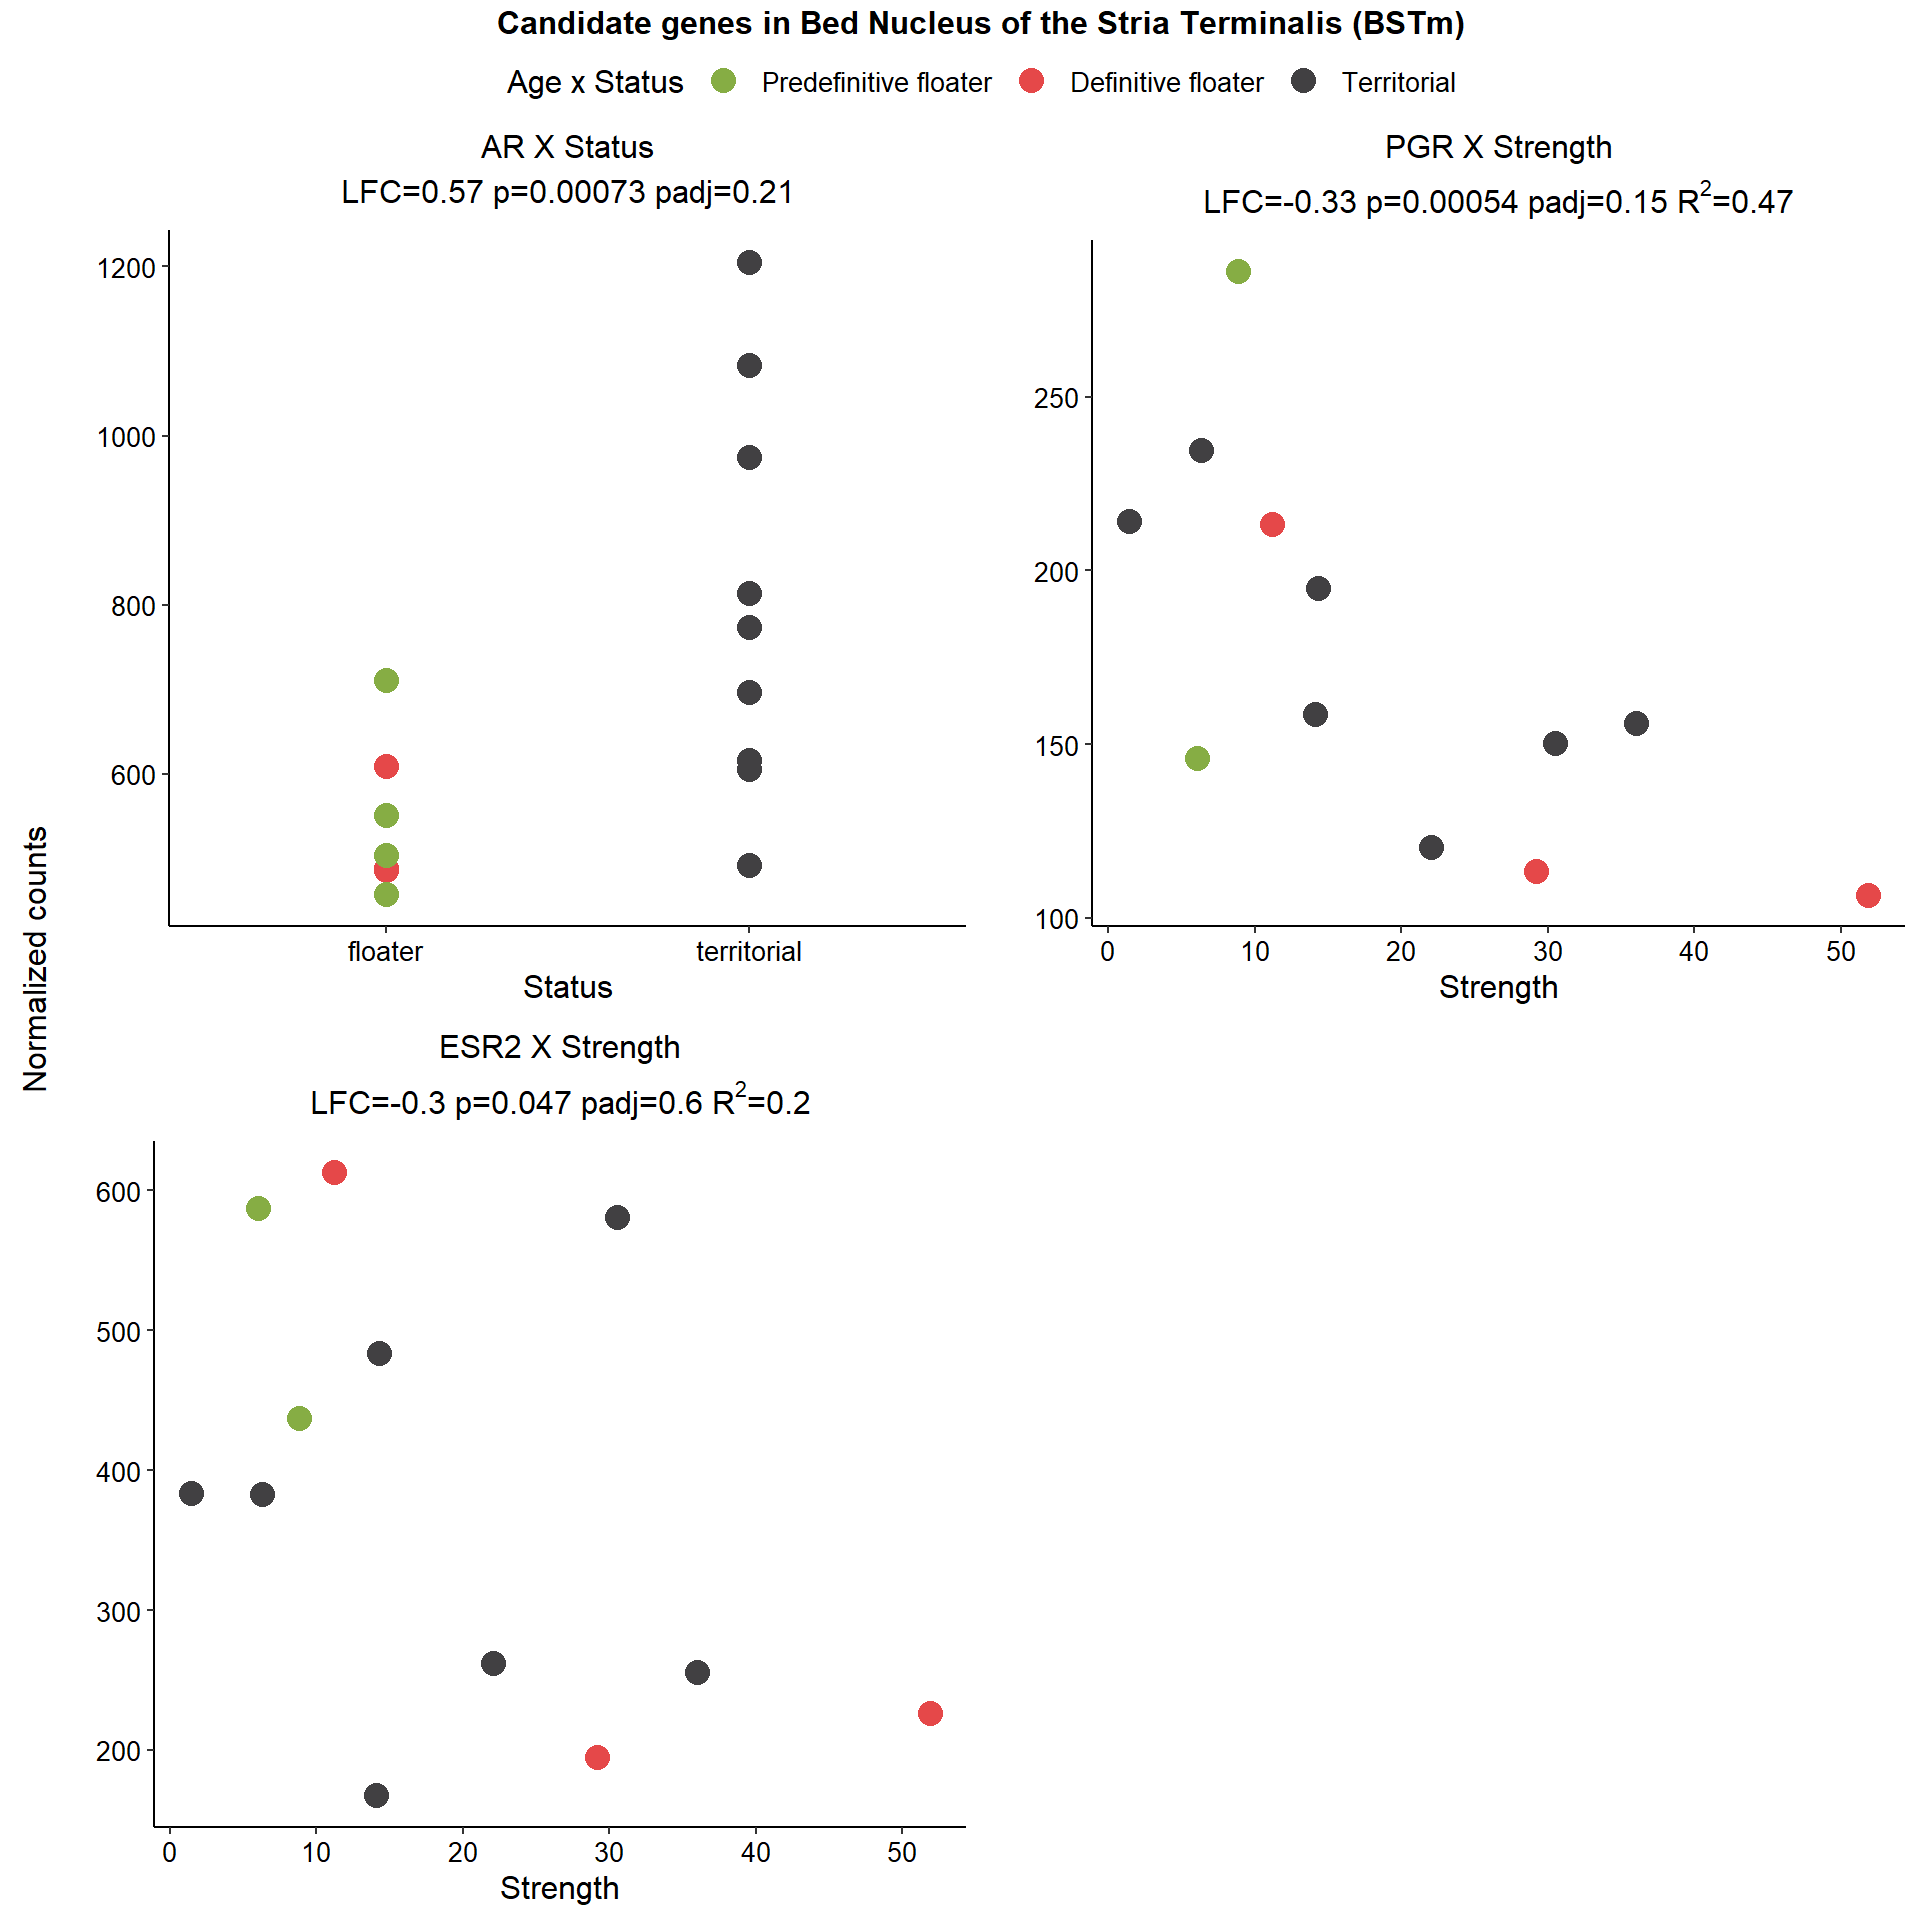 Candidate genes in Bed Nucleus of the Stria Terminalis (BSTm)
Age x Status Predefinitive floater Definitive floater Territorial
AR X Status
LFC=0.57 p=0.00073 padj=0.21
1200
1000
800
600
floater territorial
Status
PGR X Strength
LFC=-0.33 p=0.00054 padj=0.15 R²=0.47
250
200
150
100
0 10 20 30 40 50
Strength
Normalized counts
ESR2 X Strength
LFC=-0.3 p=0.047 padj=0.6 R²=0.2
600
500
400
300
200
0 10 20 30 40 50
Strength